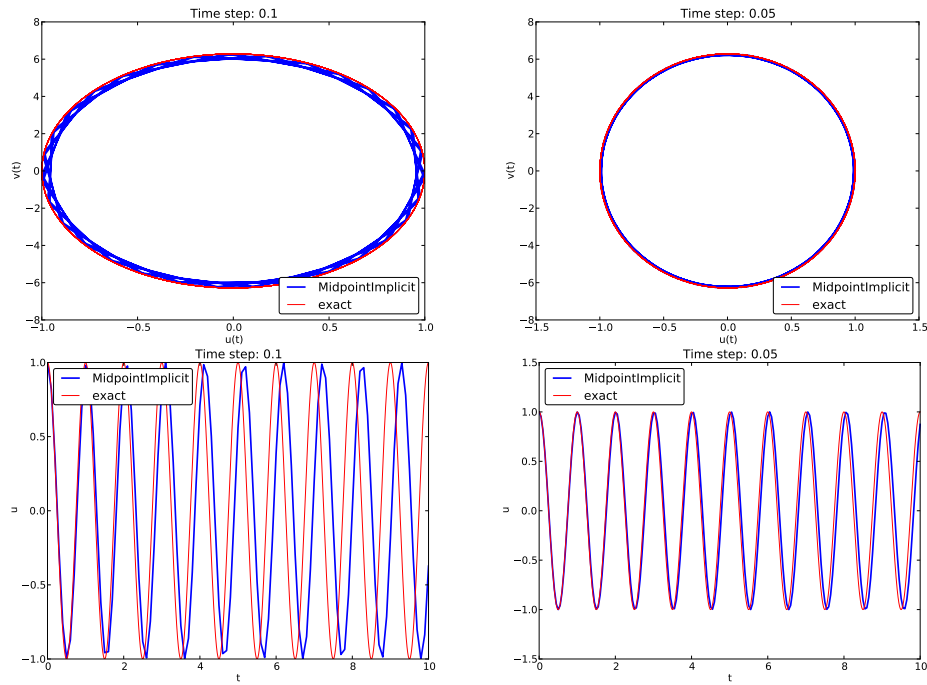 Time step: 0.1
8
6
4
2
0
−2
−4
−6
−8
v(t)
−1.0 −0.5 0.0 0.5 1.0
u(t)
MidpointImplicit
exact
Time step: 0.05
8
6
4
2
0
−2
−4
−6
−8
v(t)
−1.5 −1.0 −0.5 0.0 0.5 1.0 1.5
u(t)
MidpointImplicit
exact
Time step: 0.1
1.0
0.5
0.0
−0.5
−1.0
u
0 2 4 6 8 10
t
MidpointImplicit
exact
Time step: 0.05
1.5
1.0
0.5
0.0
−0.5
−1.0
−1.5
u
0 2 4 6 8 10
t
MidpointImplicit
exact